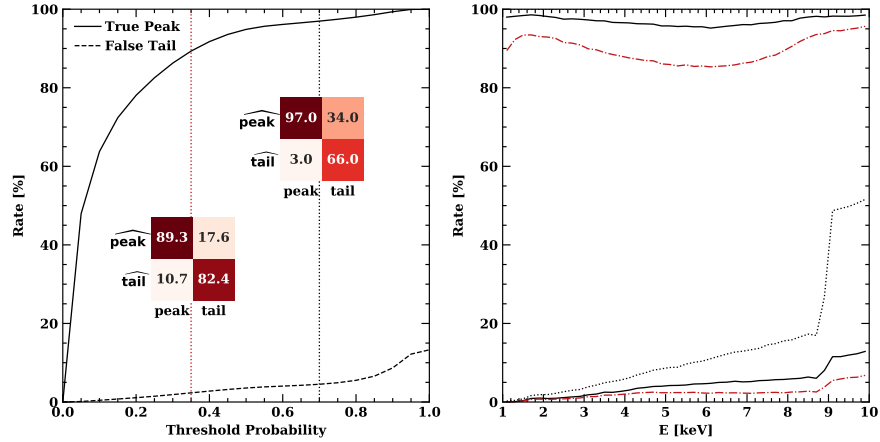 100
80
60
40
20
0
Rate [%]
True Peak
False Tail
peak 97.0 34.0
tail 3.0 66.0
peak tail
peak 89.3 17.6
tail 10.7 82.4
peak tail
0.0 0.2 0.4 0.6 0.8 1.0
Threshold Probability
100
80
60
40
20
0
Rate [%]
1 2 3 4 5 6 7 8 9 10
E [keV]